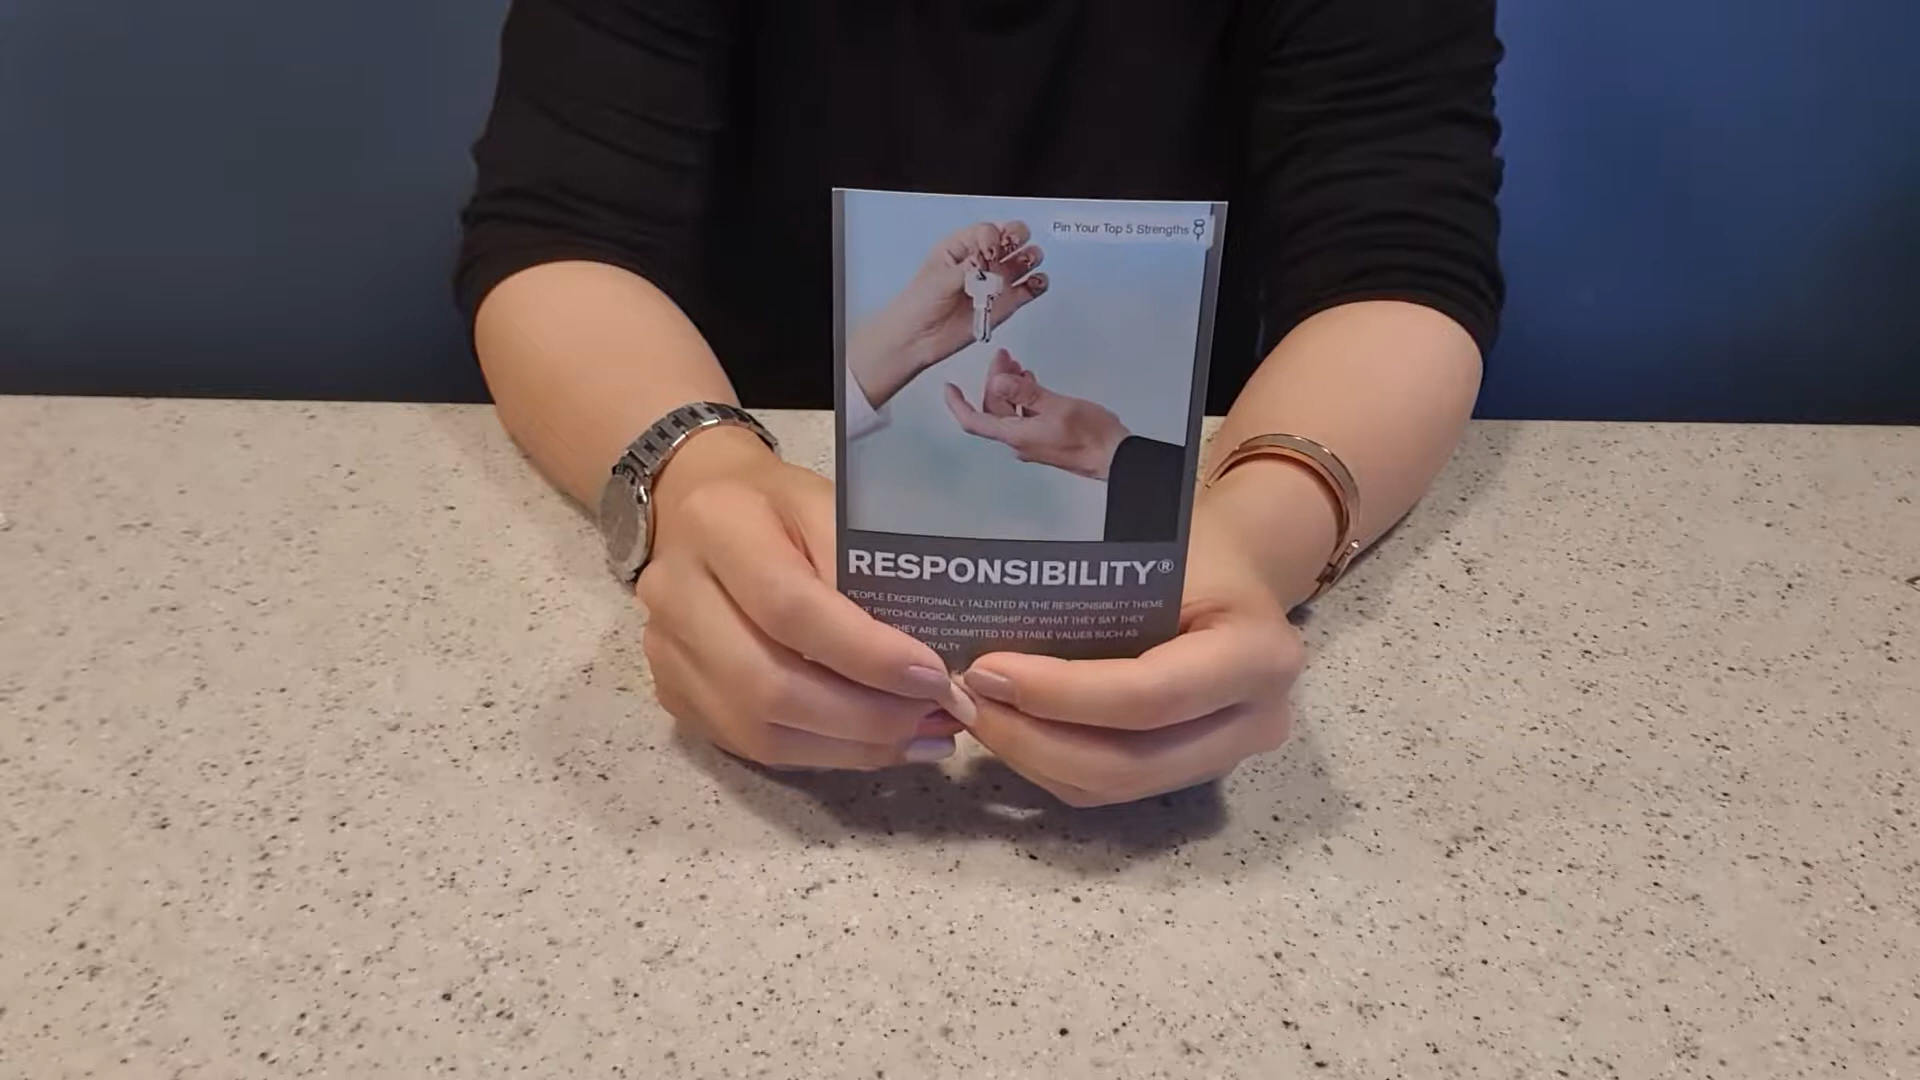 Pin Your Top 5 Strengths
RESPONSIBILITY®
PEOPLE EXCEPTIONALLY TALENTED IN THE RESPONSIBILITY THEME
PSYCHOLOGICAL OWNERSHIP OF WHAT THEY SAY THEY
THEY ARE COMMITTED TO STABLE VALUES SUCH AS